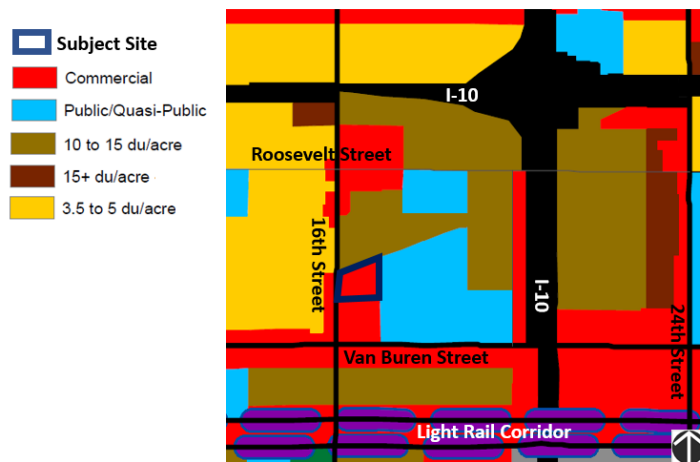 Subject Site
Commercial
Public/Quasi-Public
10 to 15 du/acre
15+ du/acre
3.5 to 5 du/acre
I-10
Roosevelt Street
16th Street
I-10
24th Street
Van Buren Street
Light Rail Corridor